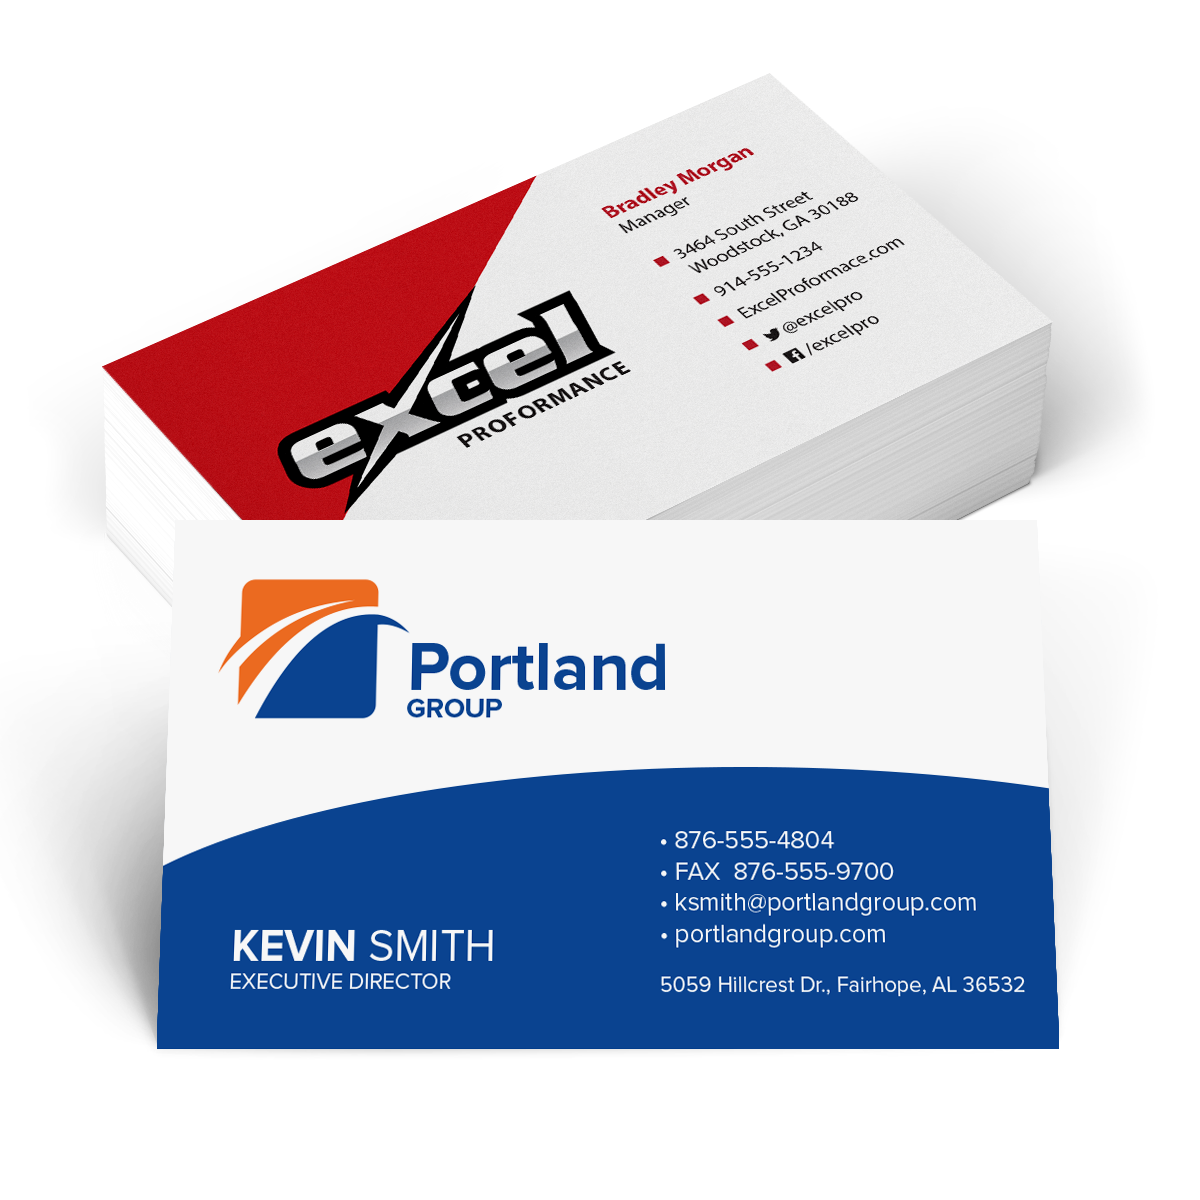 Bradley Morgan
Manager
3464 South Street
Woodstock, GA 30188
914-555-1234
ExcelProformace.com
@excelpro
/excelpro
excel
PROFORMANCE
Portland
GROUP
• 876-555-4804
• FAX 876-555-9700
• ksmith@portlandgroup.com
• portlandgroup.com
5059 Hillcrest Dr., Fairhope, AL 36532
KEVIN SMITH
EXECUTIVE DIRECTOR